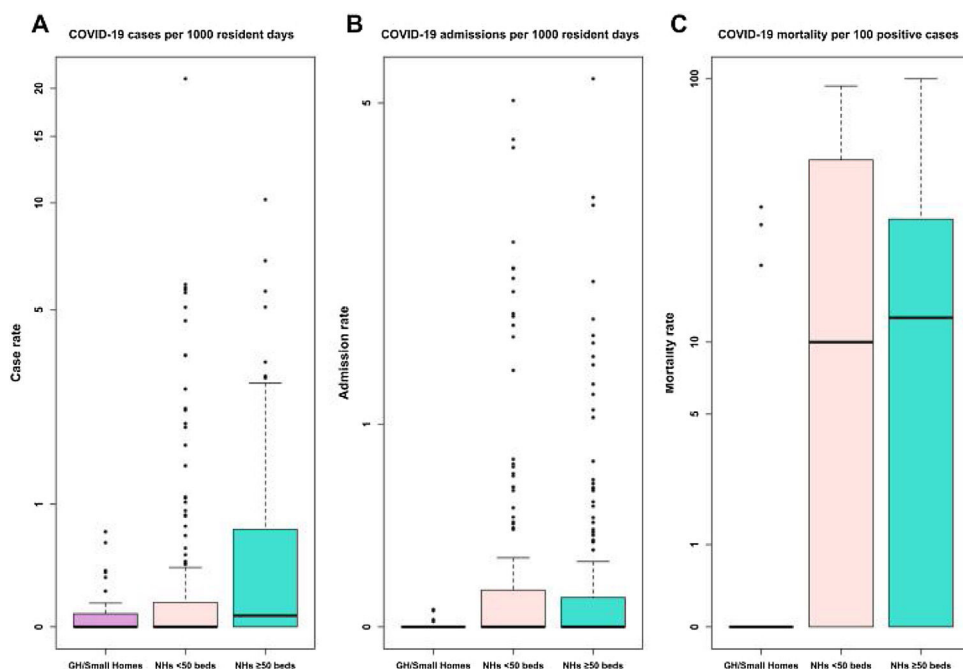 A
COVID-19 cases per 1000 resident days
20
15
10
5
1
0
Case rate
GH/Small Homes
NHs <50 beds
NHs ≥50 beds
B
COVID-19 admissions per 1000 resident days
5
1
0
Admission rate
GH/Small Homes
NHs <50 beds
NHs ≥50 beds
C
COVID-19 mortality per 100 positive cases
100
10
5
1
0
Mortality rate
GH/Small Homes
NHs <50 beds
NHs ≥50 beds